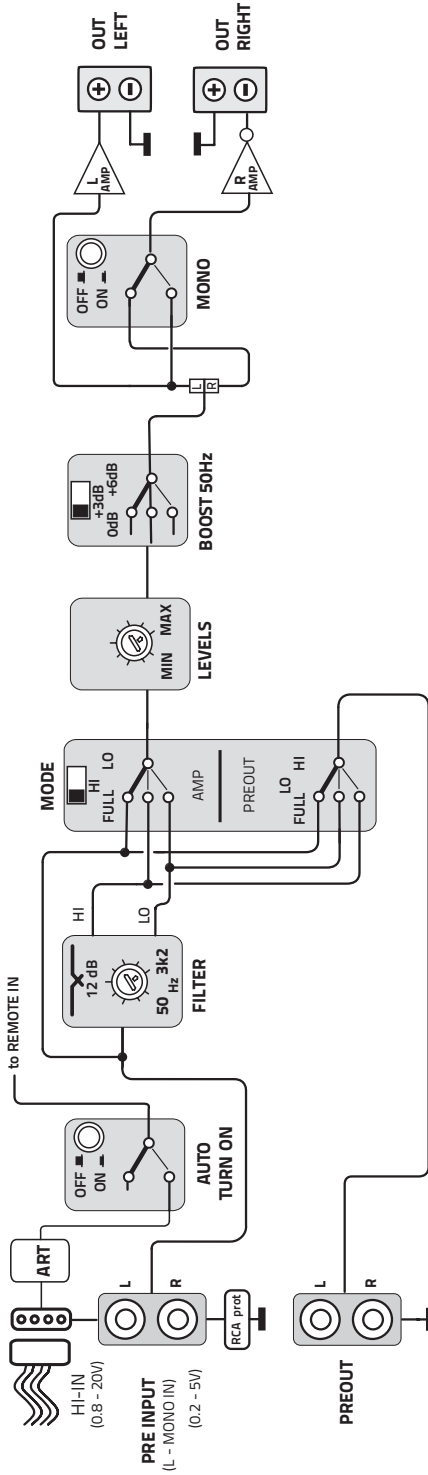 HI-IN
(0.8 - 20V)
ART
to REMOTE IN
PRE INPUT
(L - MONO IN)
(0.2 - 5V)
L
R
RCA prot
OFF
ON
AUTO
TURN ON
12 dB
50 Hz 3k2
FILTER
HI
LO
MODE
HI
FULL LO
AMP
PREOUT
LO
FULL HI
MIN MAX
LEVELS
+3dB
0dB +6dB
BOOST 50Hz
L
R
OFF
ON
MONO
L
AMP
R
AMP
OUT
LEFT
+
−
OUT
RIGHT
+
−
PREOUT
L
R